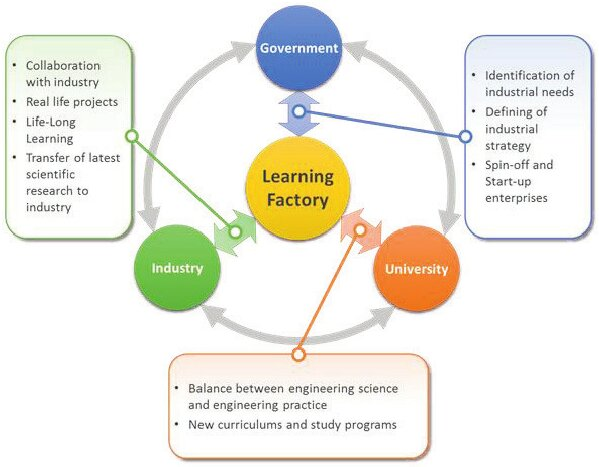 Government
• Collaboration
with industry
• Real life projects
• Life-Long
Learning
• Transfer of latest
scientific
research to
industry
• Identification of
industrial needs
• Defining of
industrial
strategy
• Spin-off and
Start-up
enterprises
Learning
Factory
Industry
University
• Balance between engineering science
and engineering practice
• New curriculums and study programs